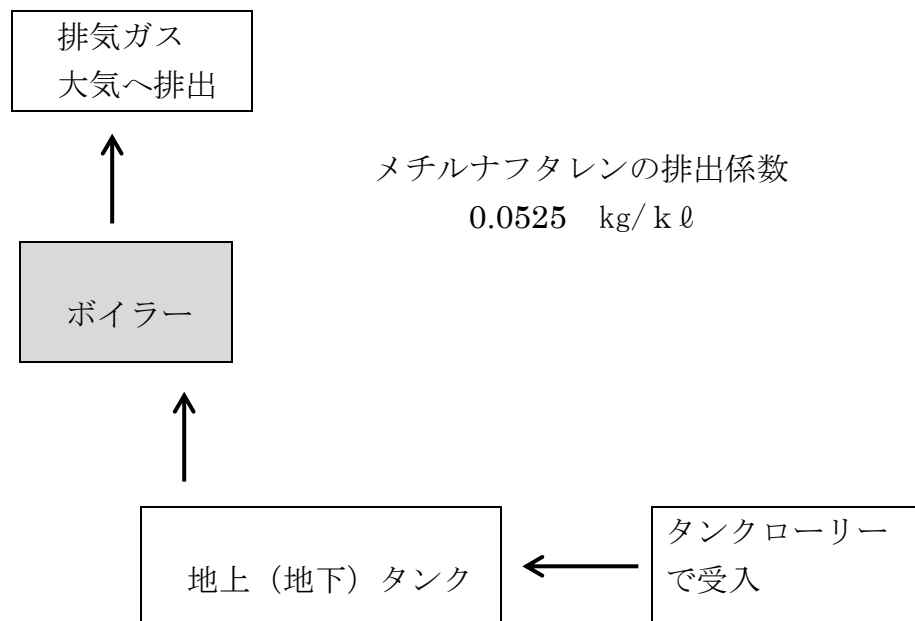 排気ガス
大気へ排出
メチルナフタレンの排出係数
0.0525　㎏/ｋℓ
ボイラー
地上（地下）タンク
タンクローリー
で受入